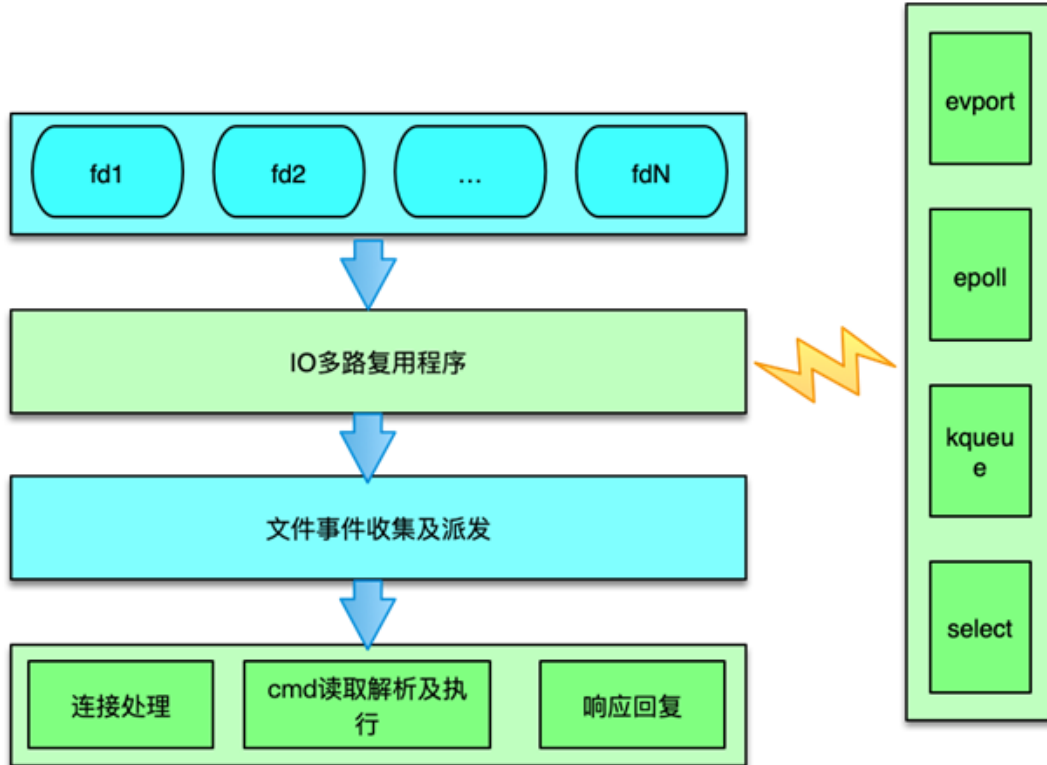 fd1
fd2
...
fdN
IO多路复用程序
文件事件收集及派发
连接处理
cmd读取解析及执
行
响应回复
evport
epoll
kqueu
e
select